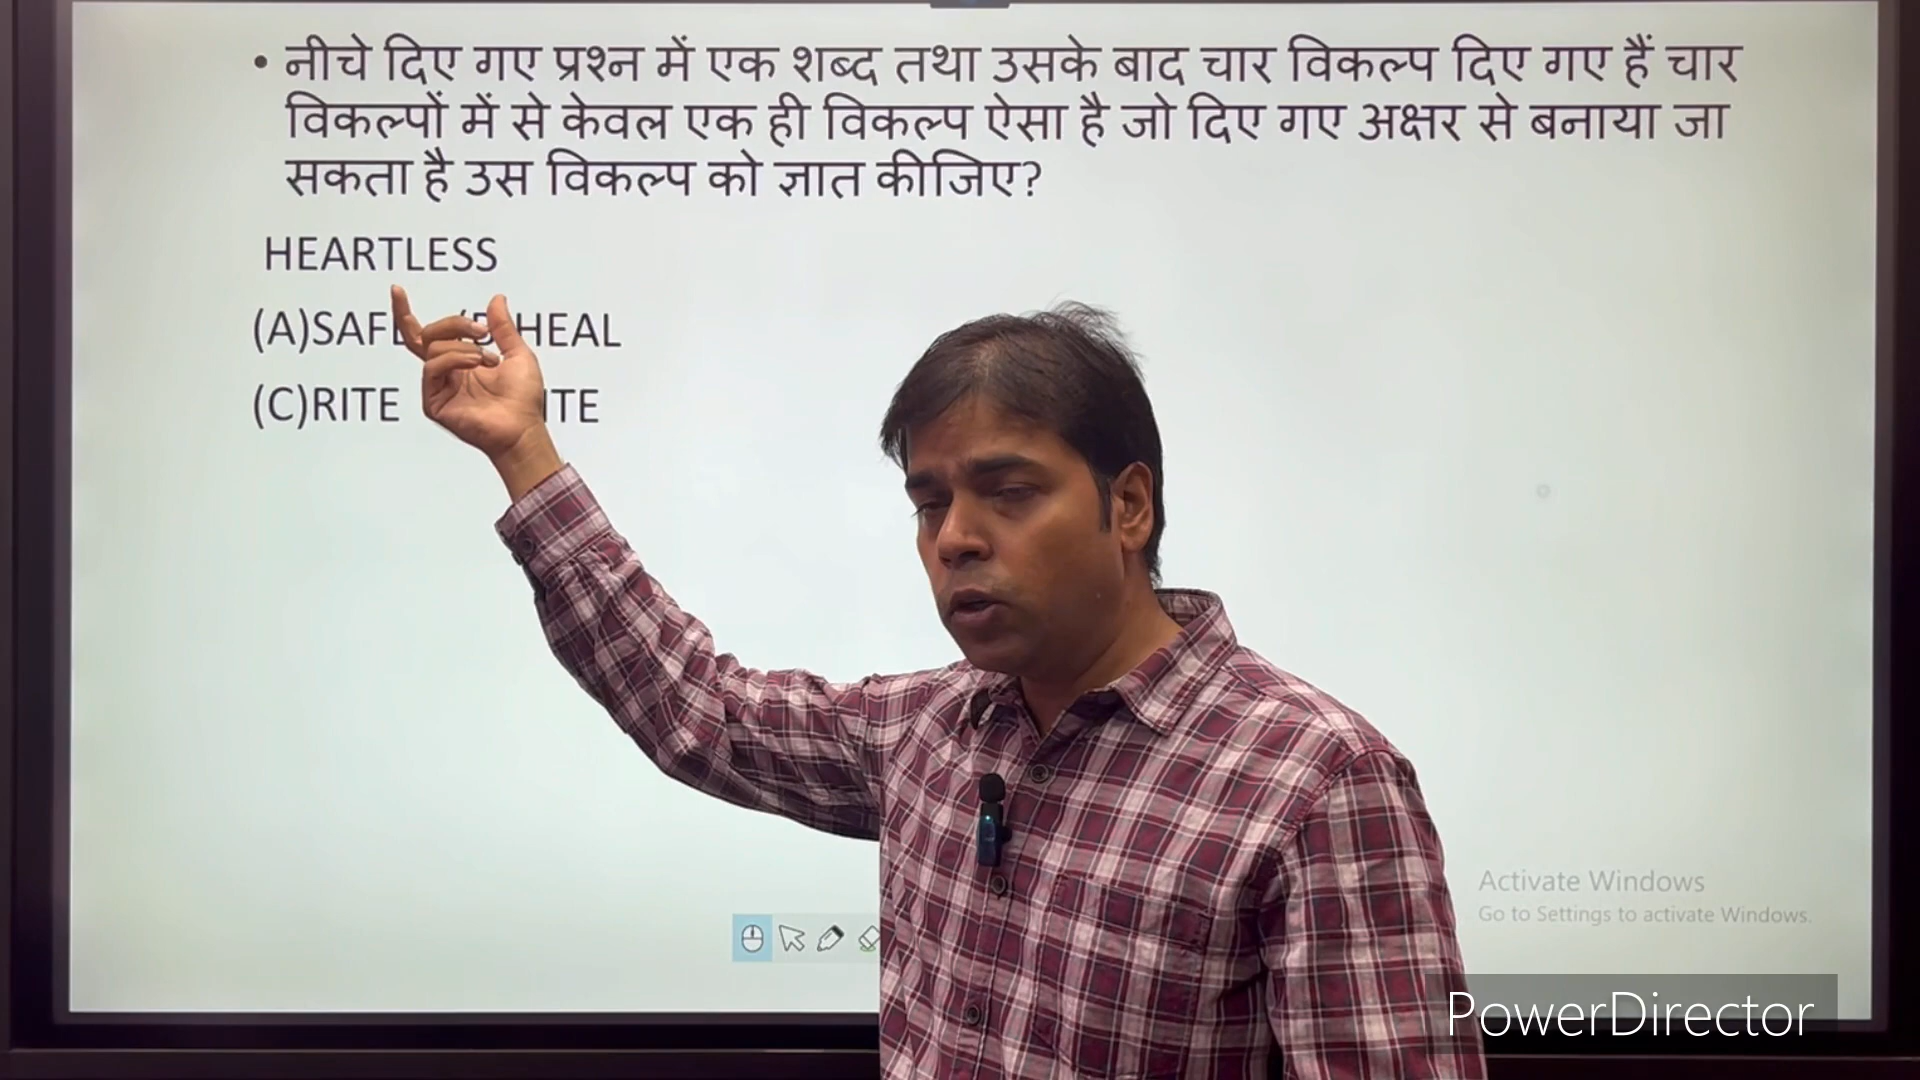 • नीचे दिए गए प्रश्न में एक शब्द तथा उसके बाद चार विकल्प दिए गए हैं चार
विकल्पों में से केवल एक ही विकल्प ऐसा है जो दिए गए अक्षर से बनाया जा
सकता है उस विकल्प को ज्ञात कीजिए?
HEARTLESS
(A) HEAL
(C)RITE
Activate Windows
Go to Settings to activate Windows.
PowerDirector